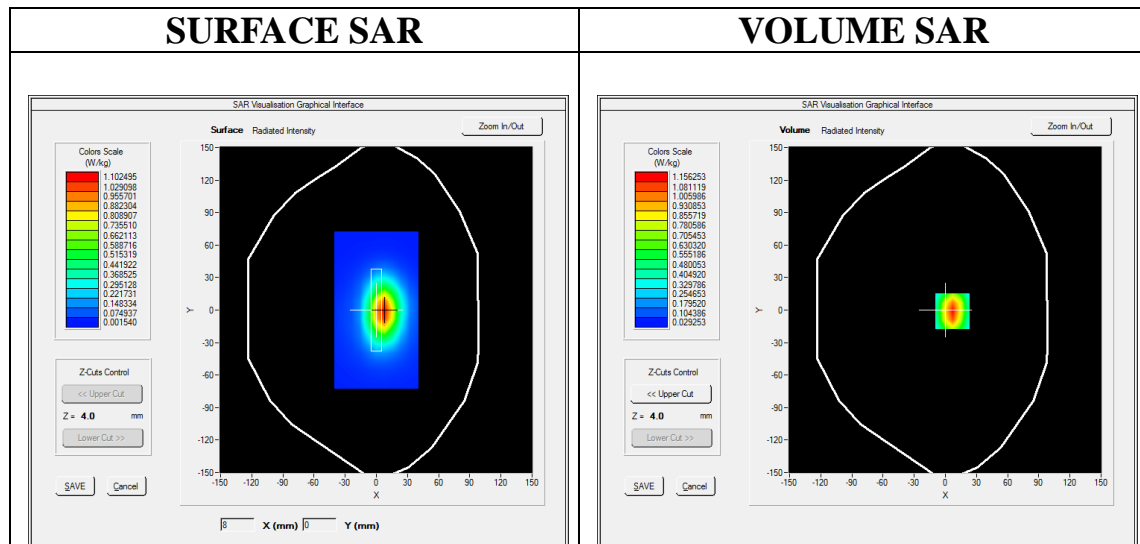 SURFACE SAR
VOLUME SAR
SAR Visualisation Graphical Interface
Surface Radiated Intensity
Zoom In/Out
Colors Scale
(W/kg)
1.102495
1.029098
0.955701
0.882304
0.808907
0.735510
0.662113
0.588716
0.515319
0.441922
0.368525
0.295128
0.221731
0.148334
0.074937
0.001540
150
120
90
60
30
0
-30
-60
-90
-120
-150
Y
-150 -120 -90 -60 -30 0 30 60 90 120 150
X
Z-Cuts Control
<< Upper Cut
Z = 4.0 mm
Lower Cut >>
SAVE Cancel
8 X (mm) 0 Y (mm)
SAR Visualisation Graphical Interface
Volume Radiated Intensity
Zoom In/Out
Colors Scale
(W/kg)
1.156253
1.081119
1.005986
0.930853
0.855719
0.780586
0.705453
0.630320
0.555186
0.480053
0.404920
0.329786
0.254653
0.179520
0.104386
0.029253
150
120
90
60
30
0
-30
-60
-90
-120
-150
Y
-150 -120 -90 -60 -30 0 30 60 90 120 150
X
Z-Cuts Control
<< Upper Cut
Z = 4.0 mm
Lower Cut >>
SAVE Cancel